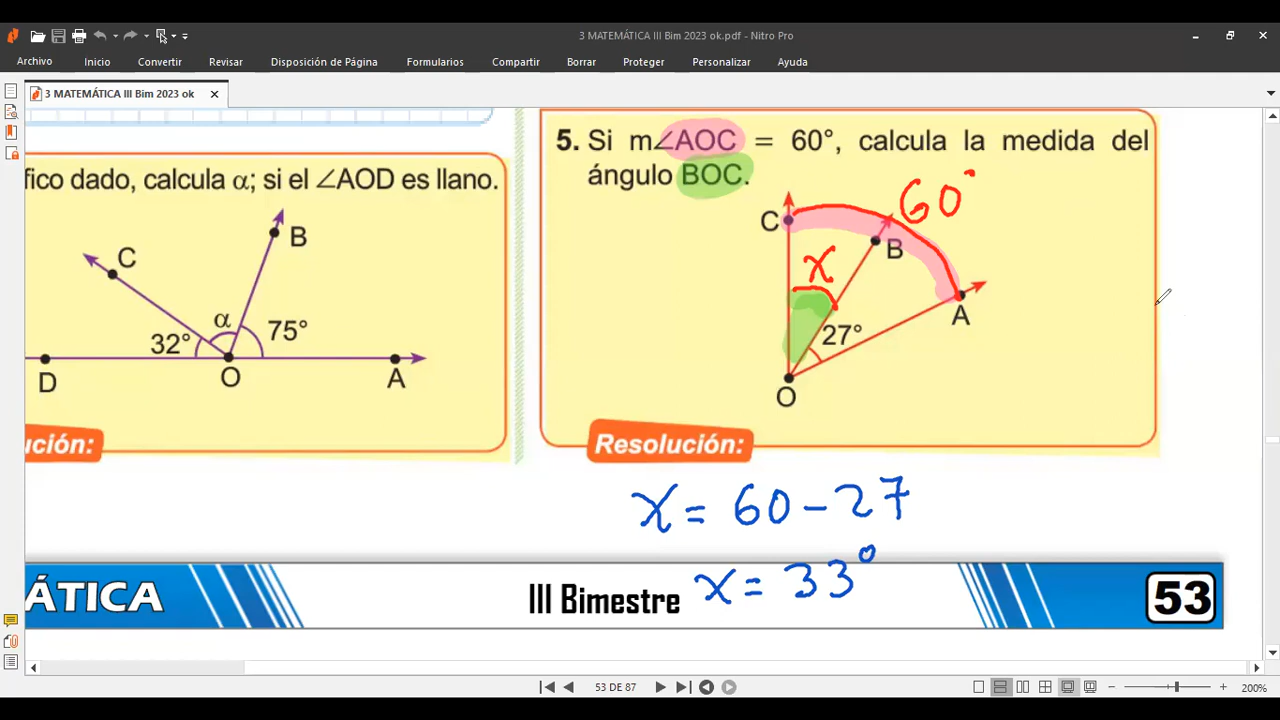 3 MATEMÁTICA III Bim 2023 ok.pdf - Nitro Pro
Archivo Inicio Convertir Revisar Disposición de Página Formularios Compartir Borrar Proteger Personalizar Ayuda
3 MATEMÁTICA III Bim 2023 ok
fico dado, calcula α; si el ∠AOD es llano.
C
B
α
32°
75°
D
O
A
ución:
5. Si m∠AOC = 60°, calcula la medida del
ángulo BOC.
60°
C
B
x
A
27°
O
Resolución:
x = 60 - 27
x = 33°
ÁTICA
III Bimestre
53
53 DE 87
200%